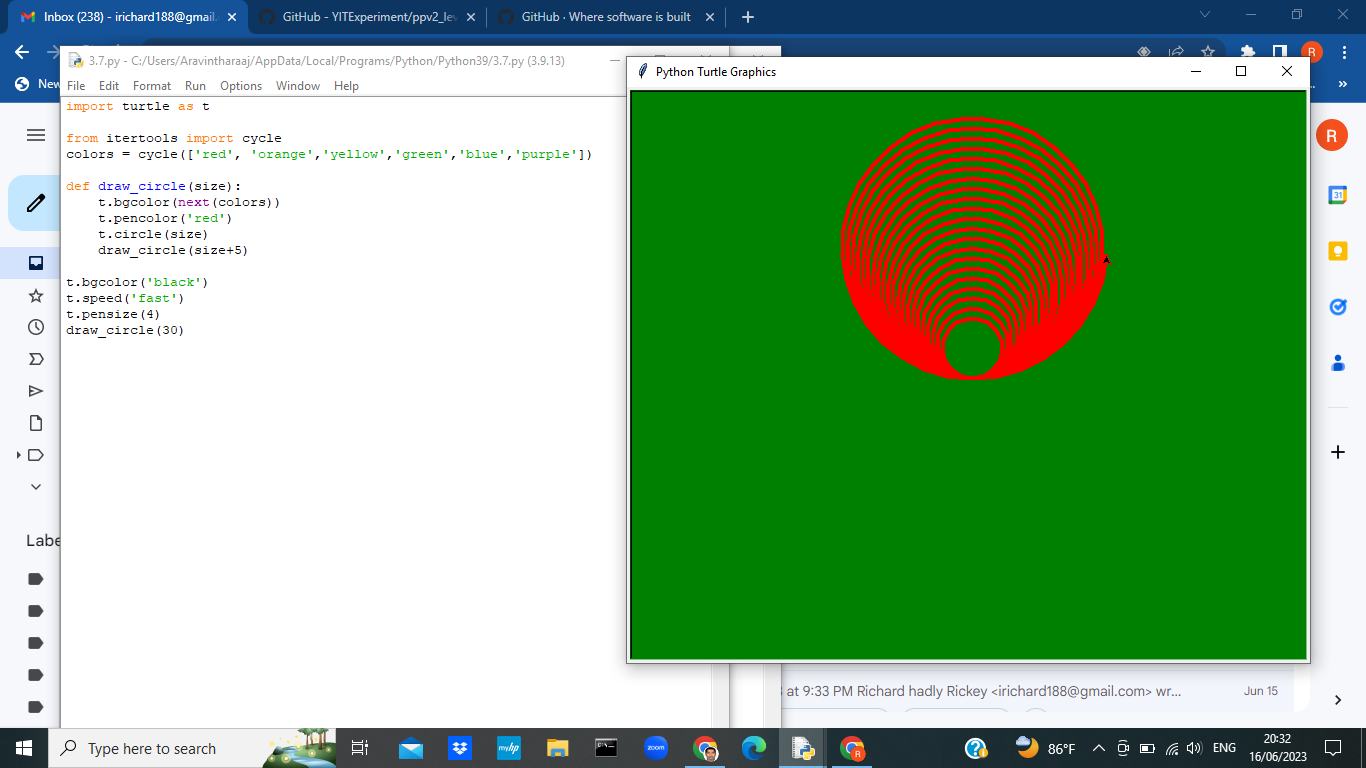 Inbox (238) - irichard188@gmail.
GitHub - YITExperiment/ppv2_lev
GitHub · Where software is built
3.7.py - C:/Users/Aravintharaaj/AppData/Local/Programs/Python/Python39/3.7.py (3.9.13)
Python Turtle Graphics
R
New
File Edit Format Run Options Window Help
import turtle as t
from itertools import cycle
colors = cycle(['red', 'orange','yellow','green','blue','purple'])
def draw_circle(size):
    t.bgcolor(next(colors))
    t.pencolor('red')
    t.circle(size)
    draw_circle(size+5)
t.bgcolor('black')
t.speed('fast')
t.pensize(4)
draw_circle(30)
R
31
Labe
at 9:33 PM Richard hadly Rickey <irichard188@gmail.com> wr...
Jun 15
Type here to search
myhp
zoom
R
86°F
ENG
20:32
16/06/2023